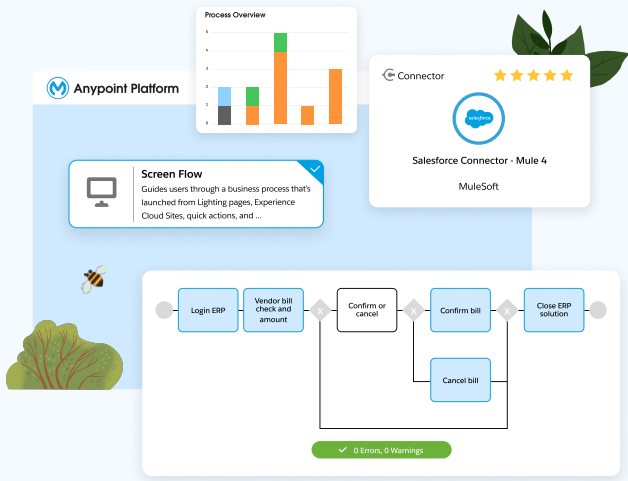 Process Overview
5
4
3
2
1
0
Anypoint Platform
Connector
salesforce
Salesforce Connector - Mule 4
MuleSoft
Screen Flow
Guides users through a business process that's
launched from Lighting pages, Experience
Cloud Sites, quick actions, and ...
Login ERP
Vendor bill
check and
amount
X
Confirm or
cancel
X
Confirm bill
X
Close ERP
solution
Cancel bill
0 Errors, 0 Warnings